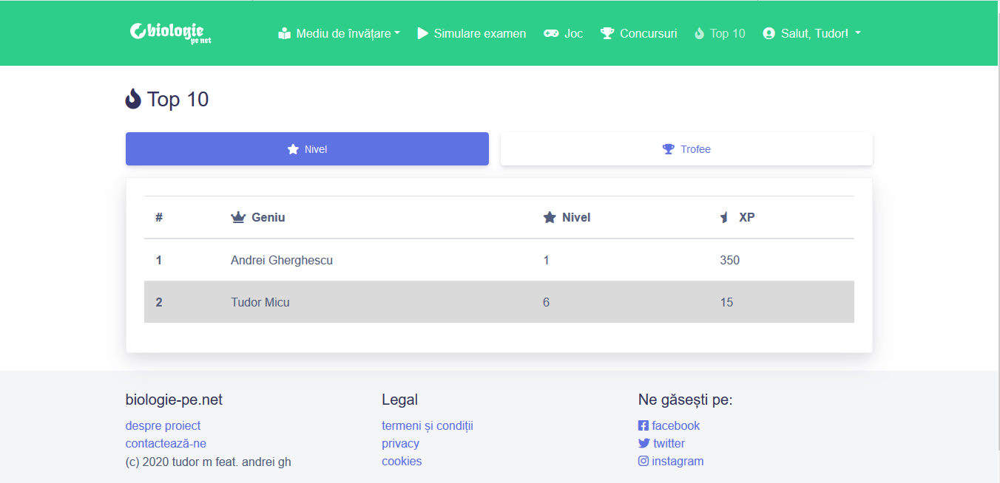 biologie
pe net
Mediu de învățare Simulare examen Joc Concursuri Top 10 Salut, Tudor!
Top 10
Nivel Trofee
# Geniu Nivel XP
1 Andrei Gherghescu 1 350
2 Tudor Micu 6 15
biologie-pe.net Legal Ne găsești pe:
despre proiect termeni și condiții facebook
contactează-ne privacy twitter
(c) 2020 tudor m feat. andrei gh cookies instagram